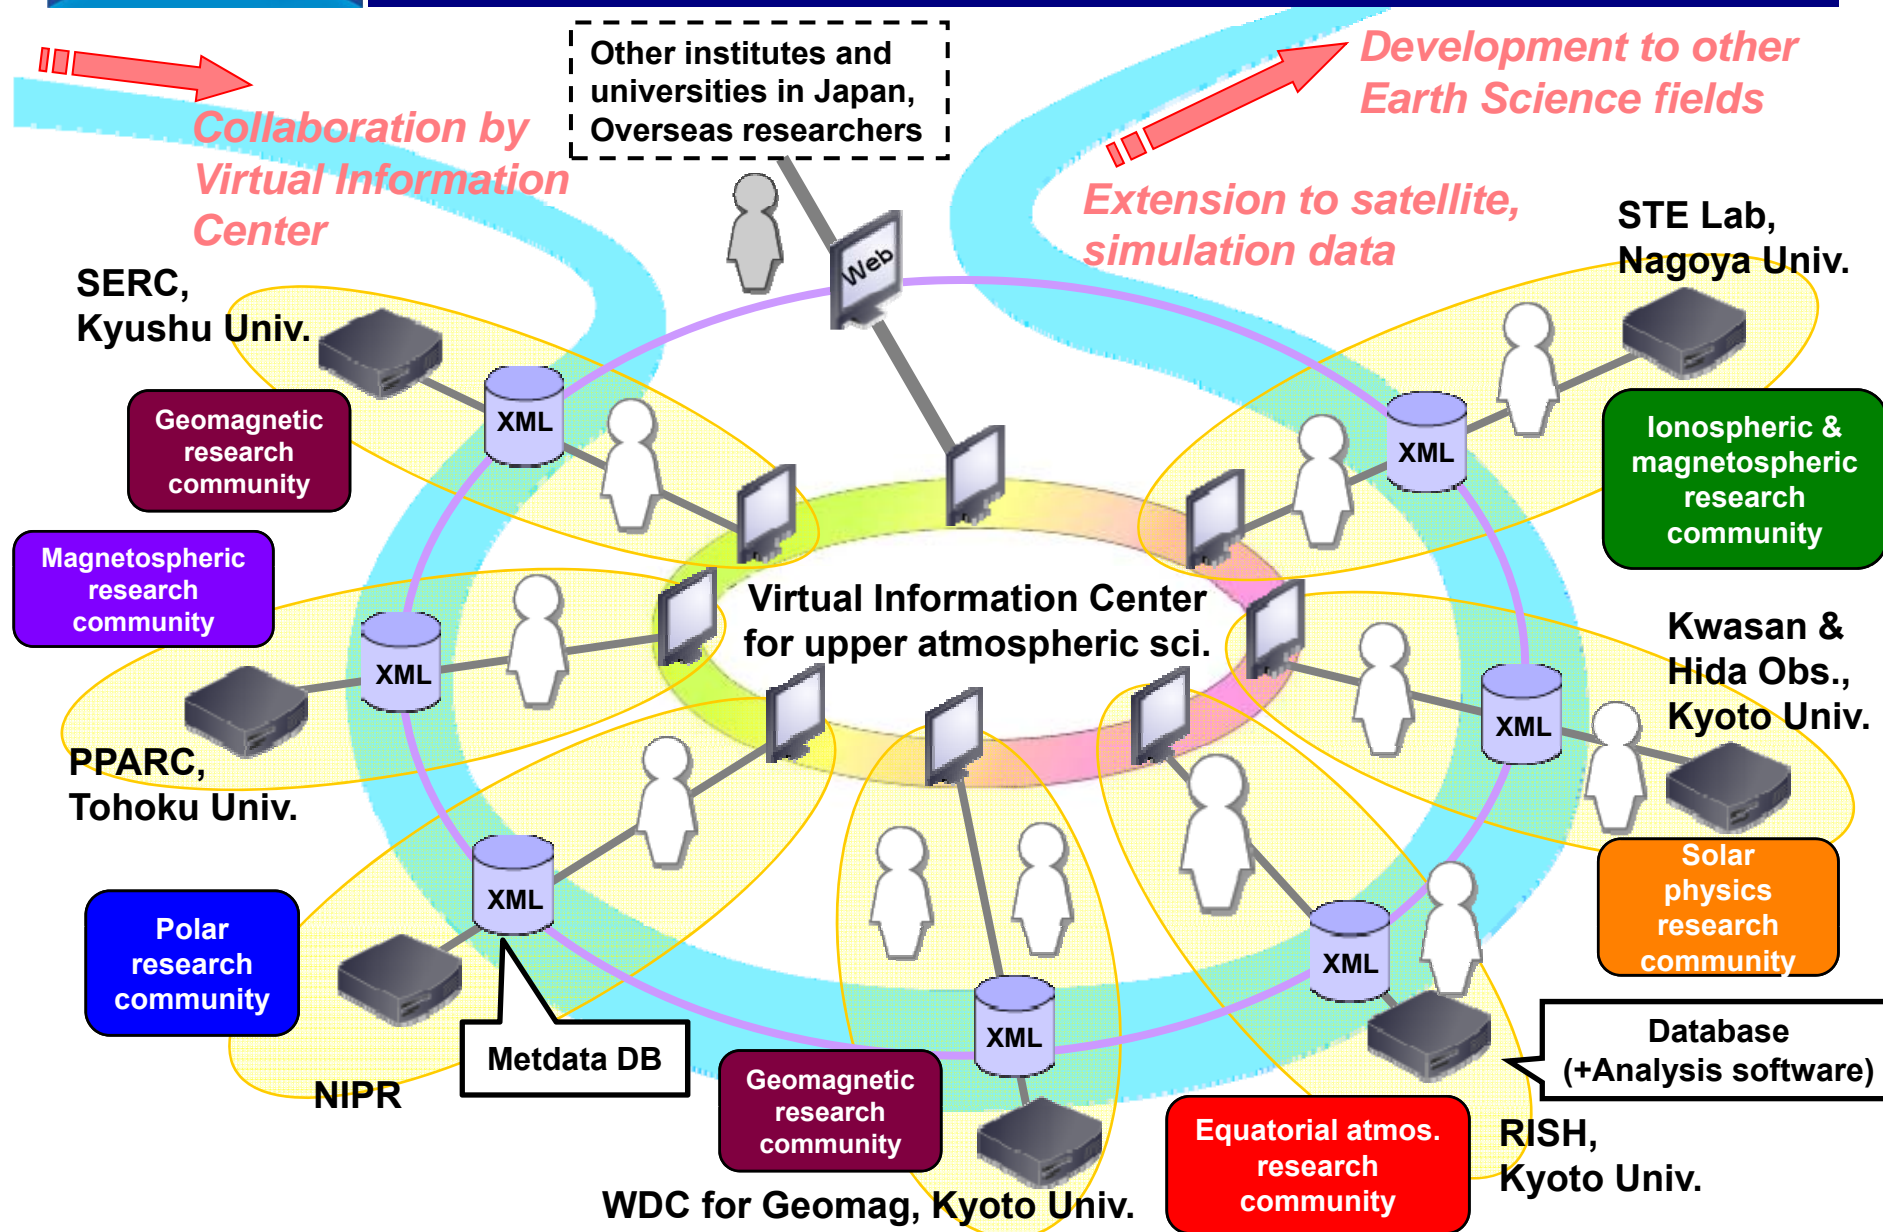 Other institutes and
universities in Japan,
Overseas researchers
Development to other
Earth Science fields
Collaboration by
Virtual Information
Center
Extension to satellite,
simulation data
STE Lab,
Nagoya Univ.
SERC,
Kyushu Univ.
Web
XML
XML
Geomagnetic
research
community
Ionospheric &
magnetospheric
research
community
Magnetospheric
research
community
Virtual Information Center
for upper atmospheric sci.
Kwasan &
Hida Obs.,
Kyoto Univ.
XML
XML
PPARC,
Tohoku Univ.
XML
Solar
physics
research
community
Polar
research
community
XML
XML
Metdata DB
Database
(+Analysis software)
NIPR
Geomagnetic
research
community
Equatorial atmos.
research
community
RISH,
Kyoto Univ.
WDC for Geomag, Kyoto Univ.